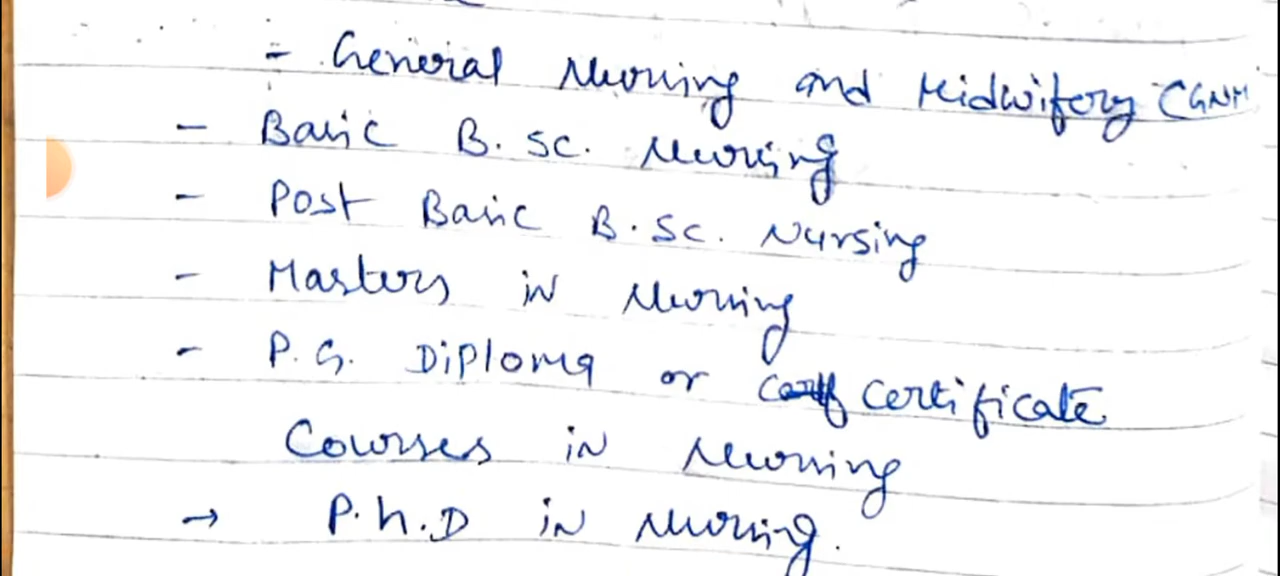 - General Nursing and Midwifery (GNM
- Basic B.sc. Nursing
- Post Basic B.sc. Nursing
- Masters in Nursing
- P.G. Diploma or Certificate
Courses in Nursing
→ P.h.D in Nursing.